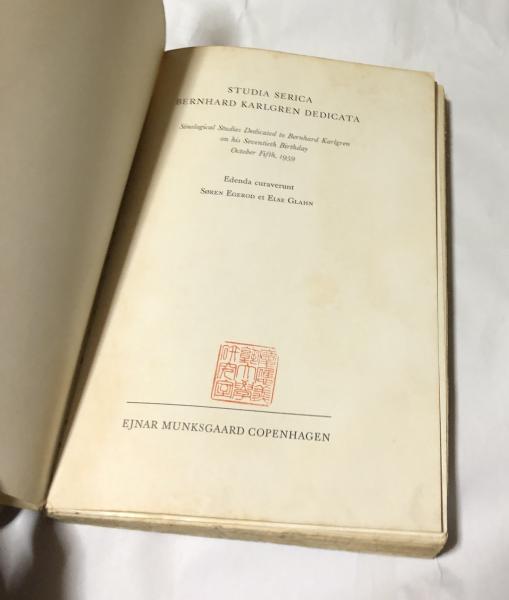 STUDIA SERICA
BERNHARD KARLGREN DEDICATA
Sinological Studies Dedicated to Bernhard Karlgren
on his Seventieth Birthday
October Fifth, 1959
Edenda curaverunt
SØREN EGEROD et ELSE GLAHN
EJNAR MUNKSGAARD COPENHAGEN